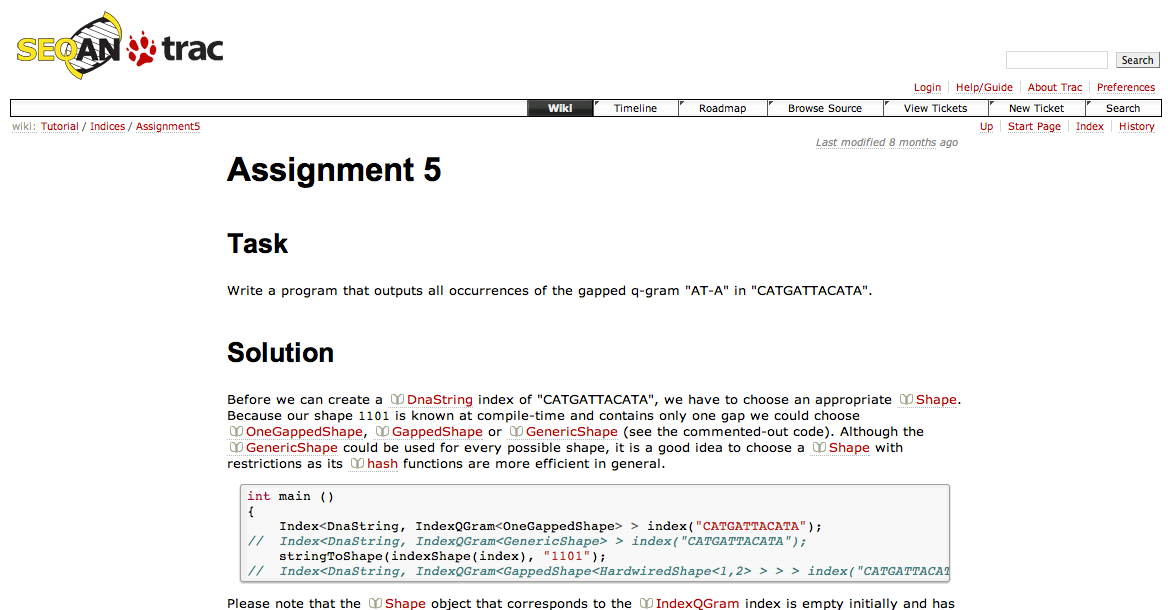 SEQAN trac
Search
Login Help/Guide About Trac Preferences
Wiki Timeline Roadmap Browse Source View Tickets New Ticket Search
wiki: Tutorial / Indices / Assignment5 Up Start Page Index History
Last modified 8 months ago
Assignment 5
Task
Write a program that outputs all occurrences of the gapped q-gram "AT-A" in "CATGATTACATA".
Solution
Before we can create a DnaString index of "CATGATTACATA", we have to choose an appropriate Shape.
Because our shape 1101 is known at compile-time and contains only one gap we could choose
OneGappedShape, GappedShape or GenericShape (see the commented-out code). Although the
GenericShape could be used for every possible shape, it is a good idea to choose a Shape with
restrictions as its hash functions are more efficient in general.
int main ()
{
    Index<DnaString, IndexQGram<OneGappedShape> > index("CATGATTACATA");
//  Index<DnaString, IndexQGram<GenericShape> > index("CATGATTACATA");
    stringToShape(indexShape(index), "1101");
//  Index<DnaString, IndexQGram<GappedShape<HardwiredShape<1,2> > > > index("CATGATTACAT
Please note that the Shape object that corresponds to the IndexQGram index is empty initially and has